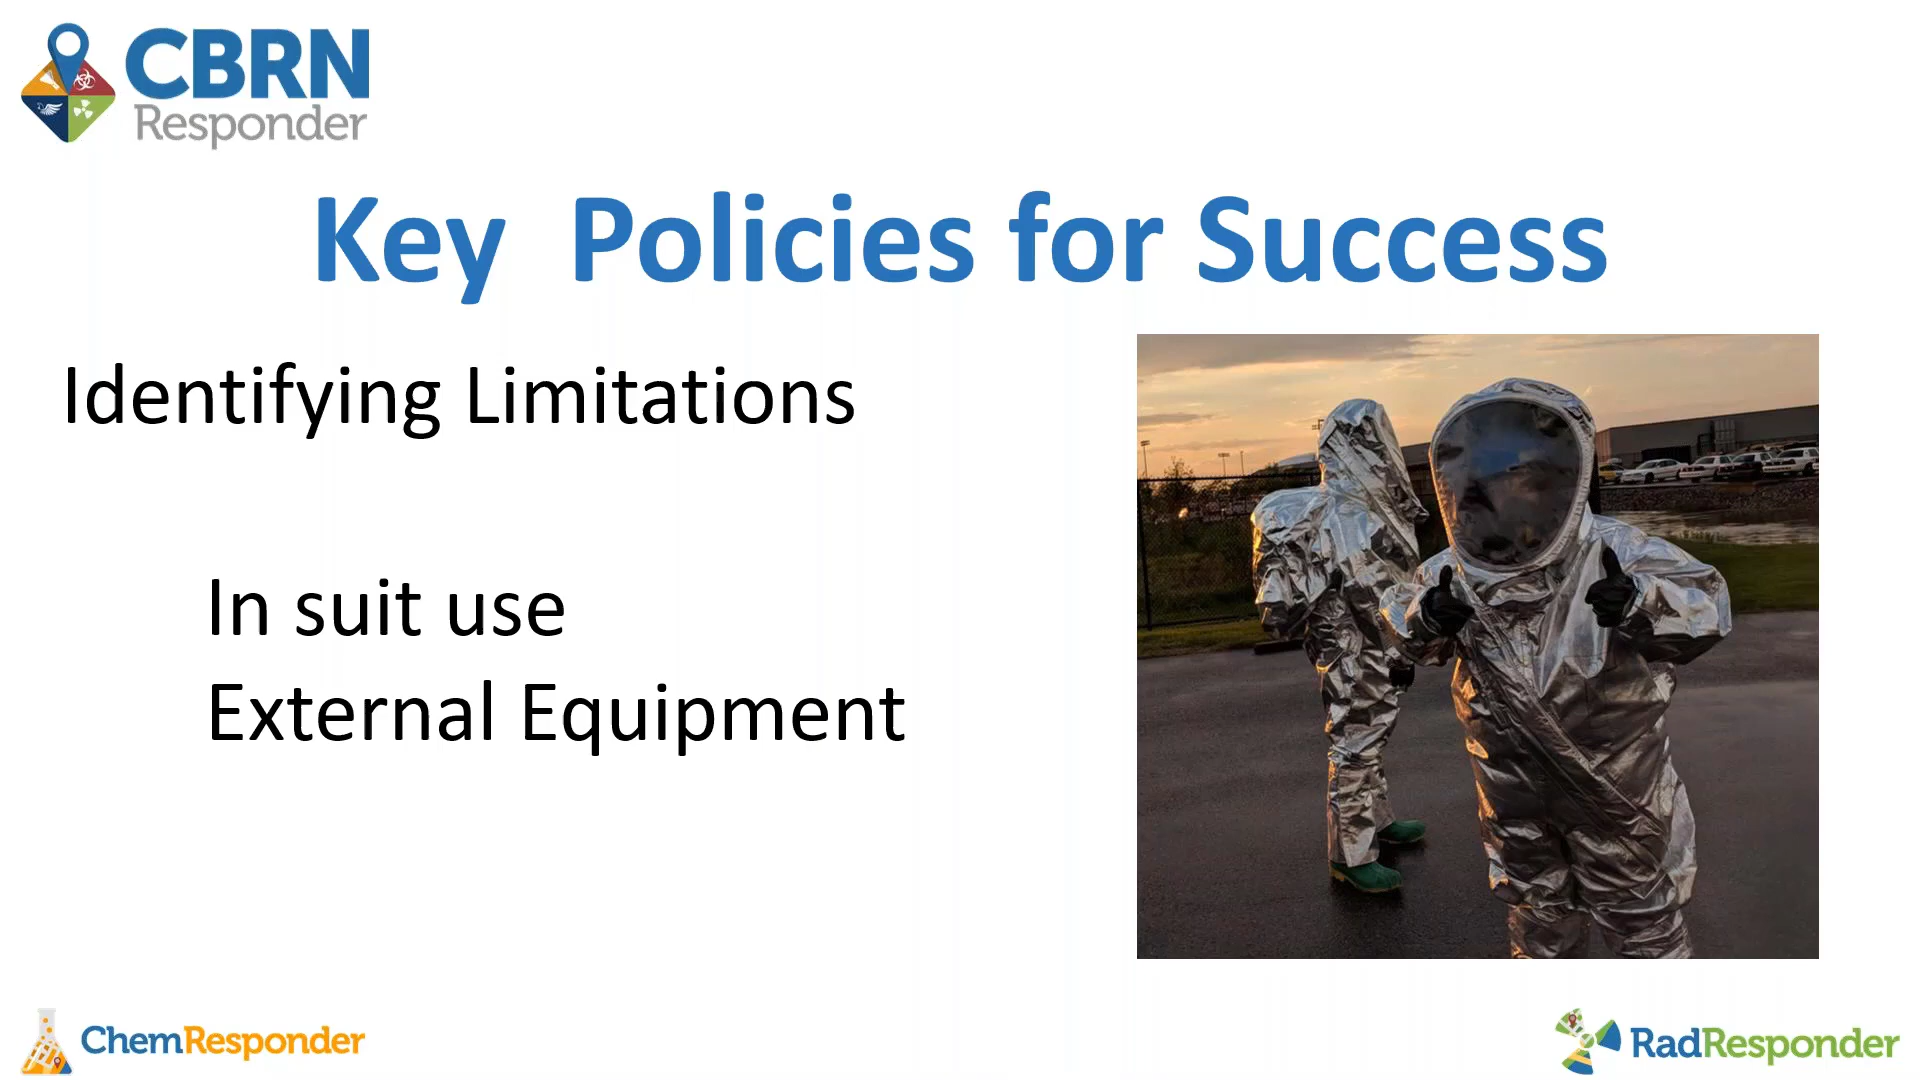 CBRN
Responder
Key  Policies for Success
Identifying Limitations
In suit use
External Equipment
ChemResponder
RadResponder